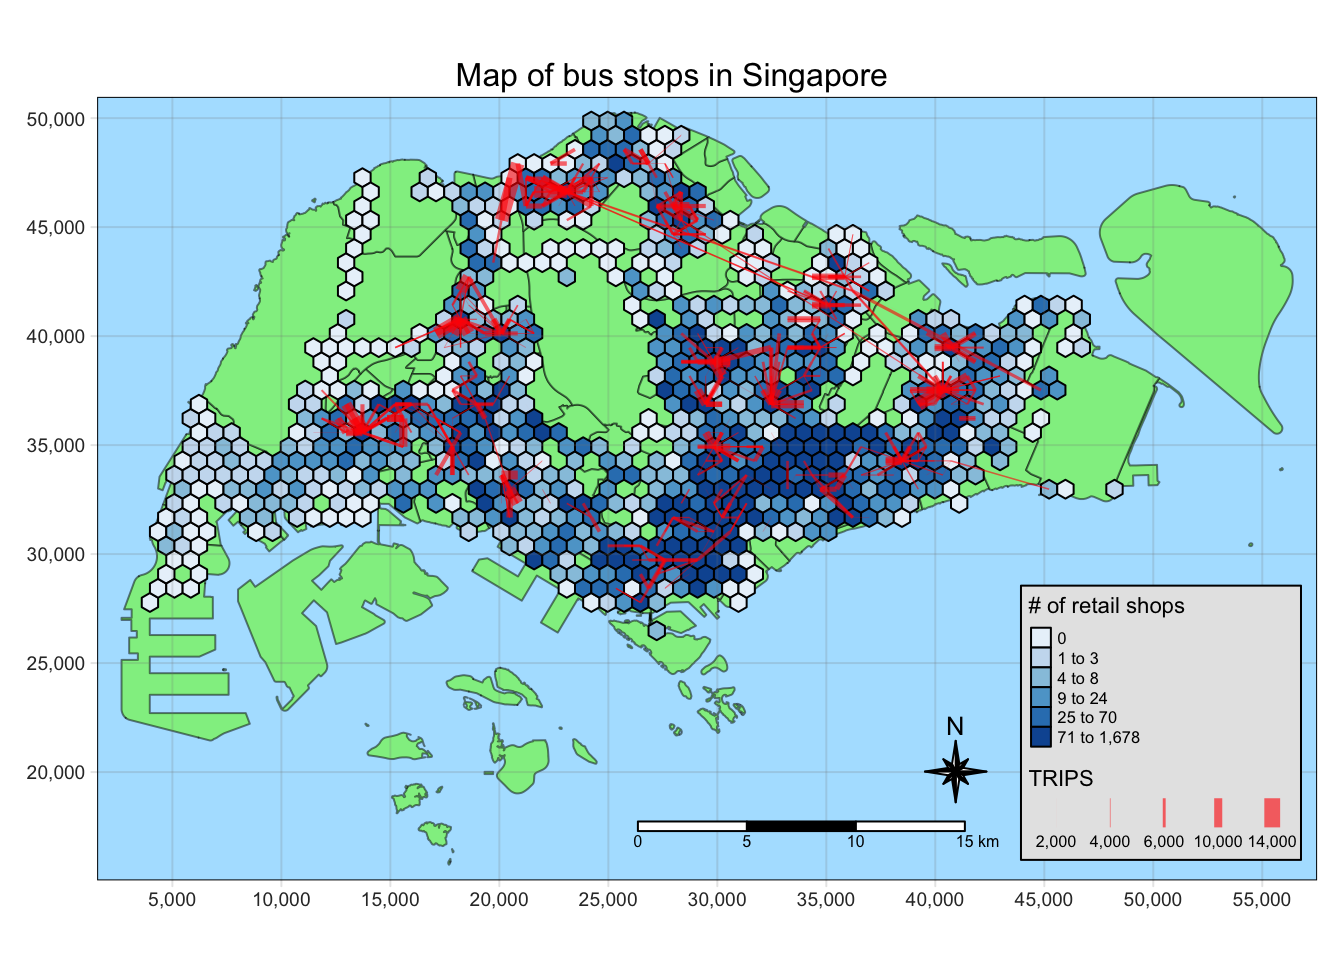 Map of bus stops in Singapore
50,000
45,000
40,000
35,000
30,000
25,000
20,000
# of retail shops
0
1 to 3
4 to 8
9 to 24
25 to 70
71 to 1,678
N
TRIPS
2,000 4,000 6,000 10,000 14,000
0 5 10 15 km
5,000 10,000 15,000 20,000 25,000 30,000 35,000 40,000 45,000 50,000 55,000